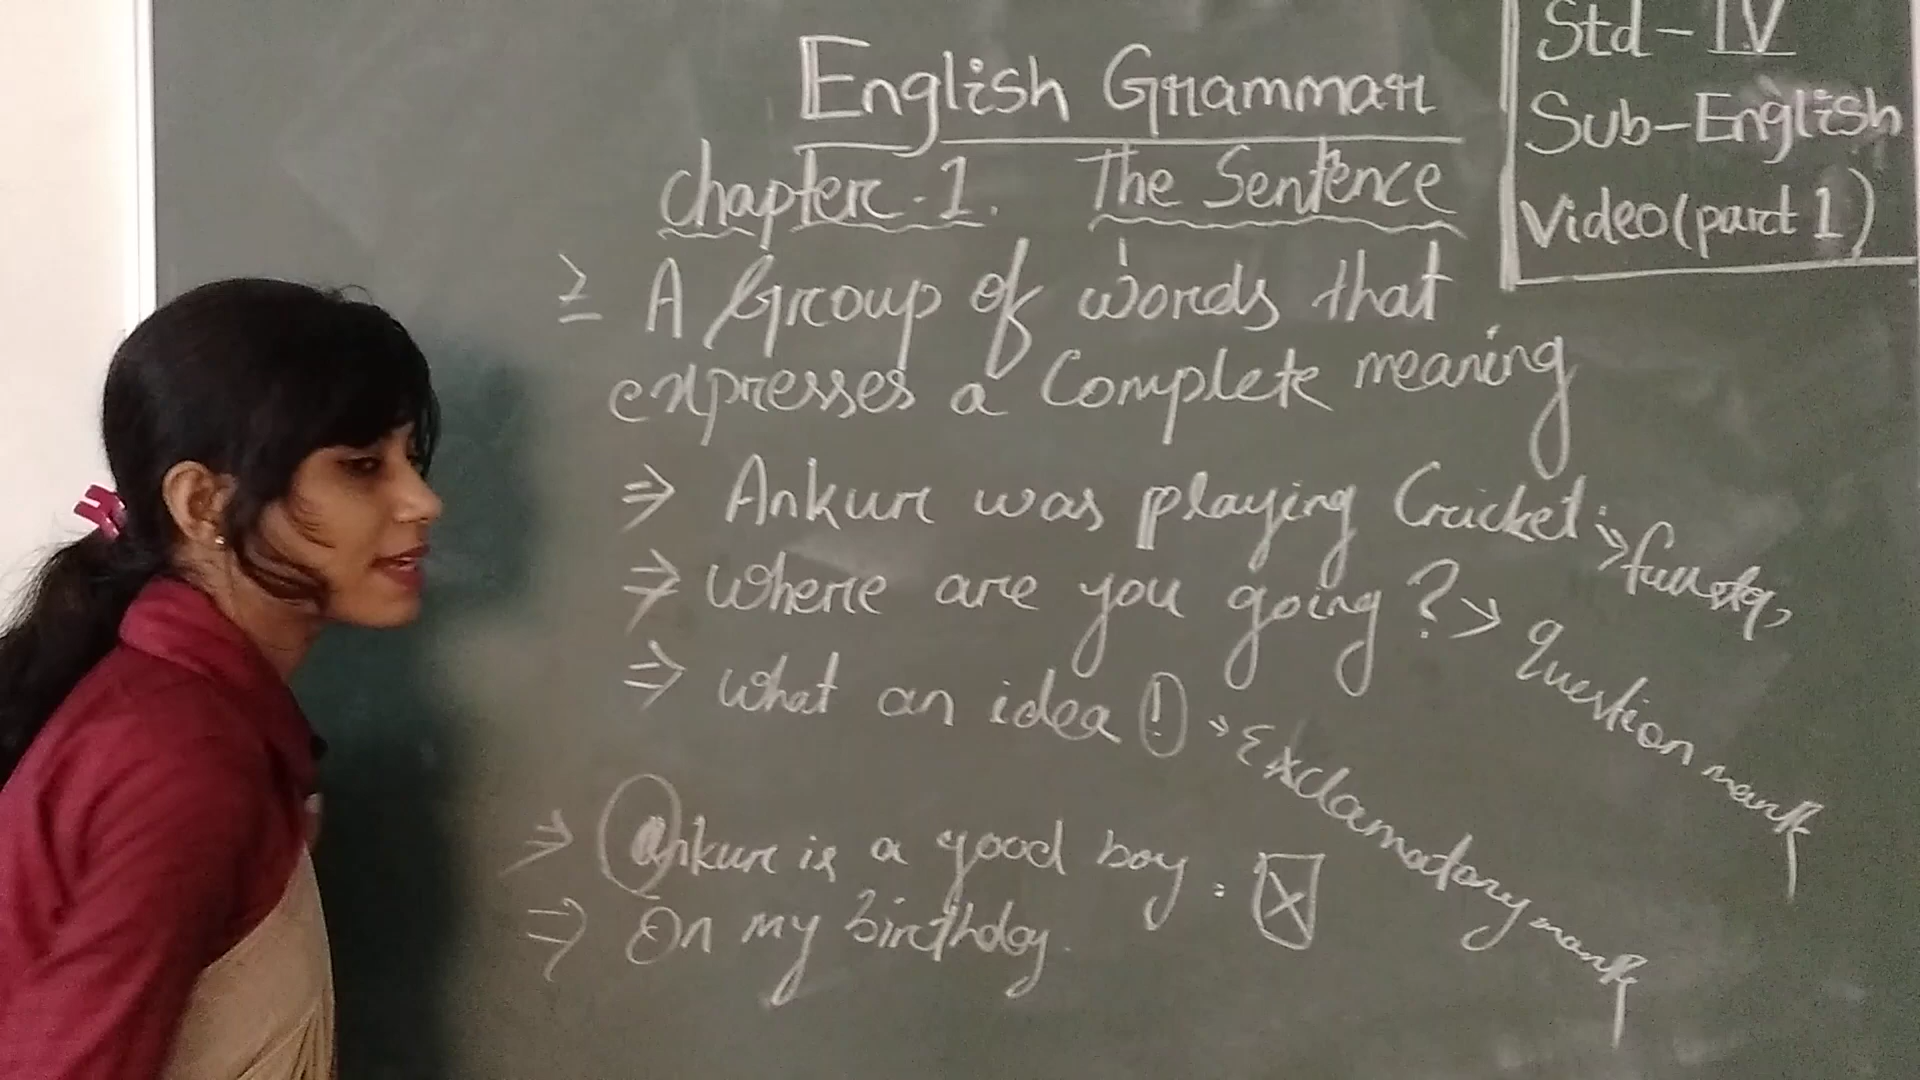 English Grammar
Chapter-1. The Sentence
Std-IV
Sub-English
Video(part 1)
⇒ A Group of words that
expresses a Complete meaning
⇒ Ankur was playing Cricket. → fullstop
⇒ where are you going ? → Question mark
⇒ what an idea ! → Exclamatory mark
⇒ ankur is a good boy.
⇒ On my birthday.